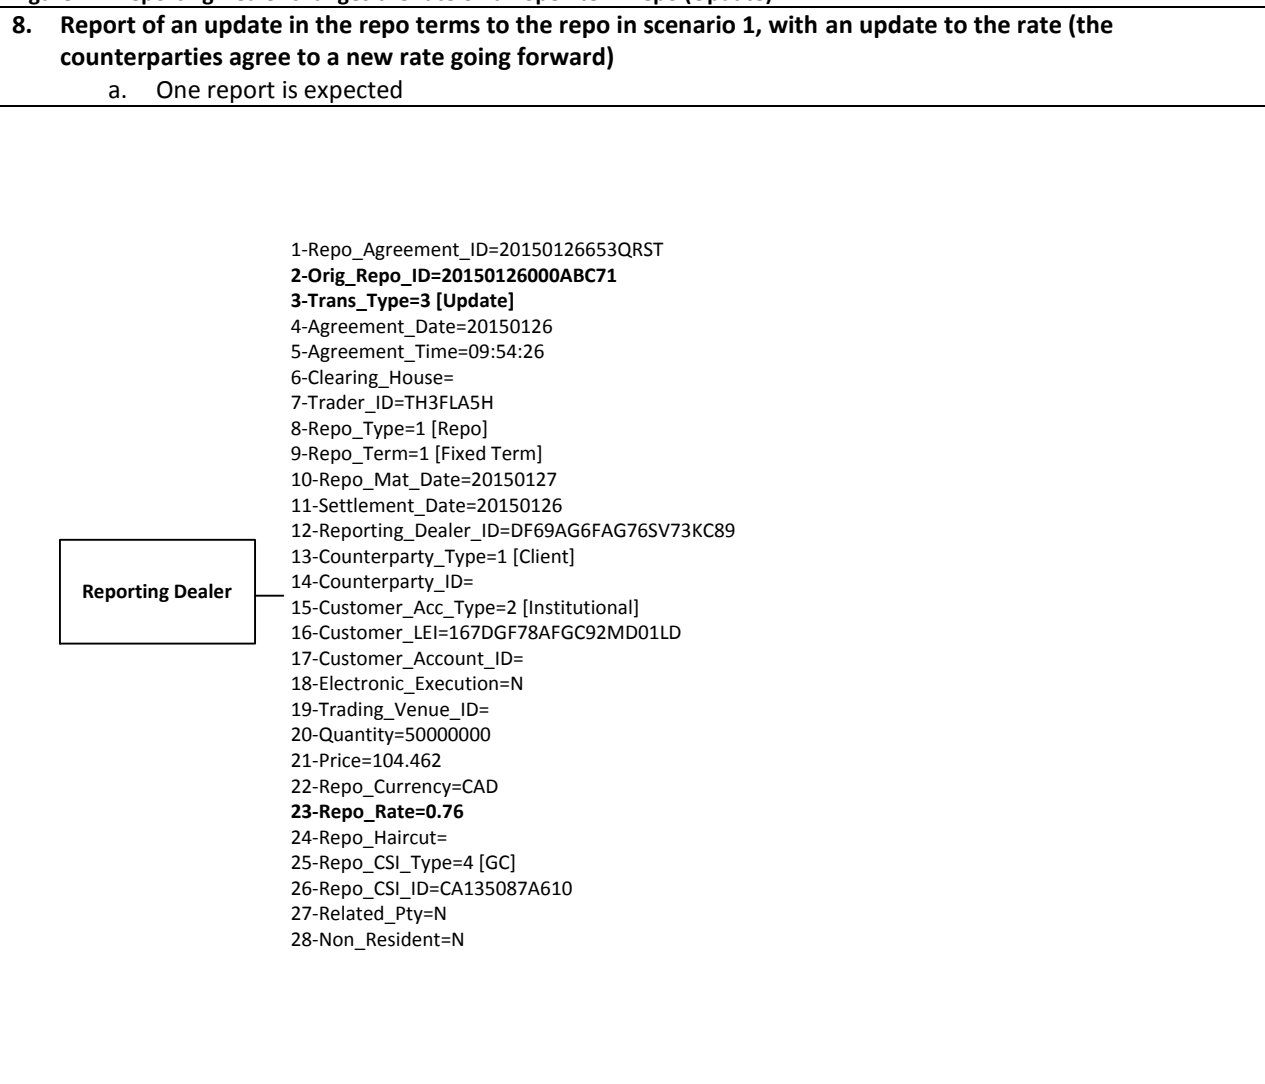 8. Report of an update in the repo terms to the repo in scenario 1, with an update to the rate (the
counterparties agree to a new rate going forward)
a. One report is expected
1-Repo_Agreement_ID=20150126653QRST
2-Orig_Repo_ID=20150126000ABC71
3-Trans_Type=3 [Update]
4-Agreement_Date=20150126
5-Agreement_Time=09:54:26
6-Clearing_House=
7-Trader_ID=TH3FLA5H
8-Repo_Type=1 [Repo]
9-Repo_Term=1 [Fixed Term]
10-Repo_Mat_Date=20150127
11-Settlement_Date=20150126
12-Reporting_Dealer_ID=DF69AG6FAG76SV73KC89
13-Counterparty_Type=1 [Client]
Reporting Dealer
14-Counterparty_ID=
15-Customer_Acc_Type=2 [Institutional]
16-Customer_LEI=167DGF78AFGC92MD01LD
17-Customer_Account_ID=
18-Electronic_Execution=N
19-Trading_Venue_ID=
20-Quantity=50000000
21-Price=104.462
22-Repo_Currency=CAD
23-Repo_Rate=0.76
24-Repo_Haircut=
25-Repo_CSI_Type=4 [GC]
26-Repo_CSI_ID=CA135087A610
27-Related_Pty=N
28-Non_Resident=N